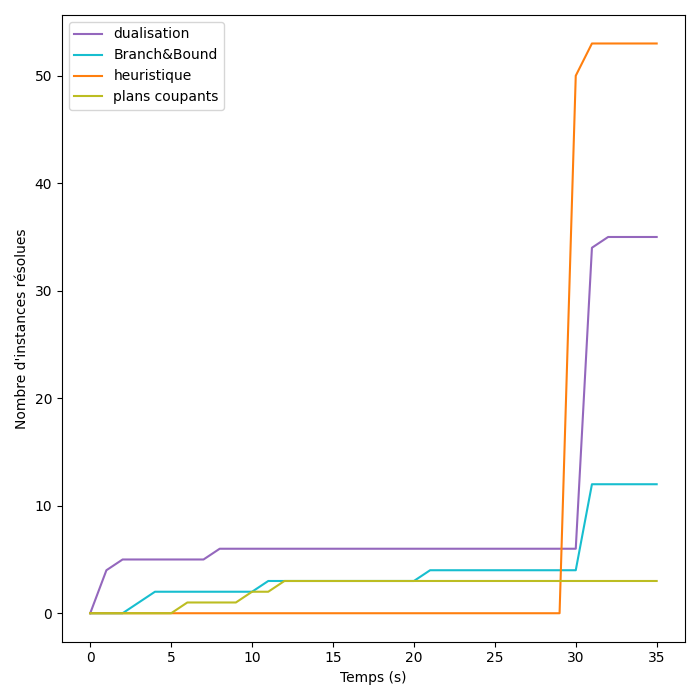 dualisation
Branch&Bound
heuristique
plans coupants
Nombre d'instances résolues
50
40
30
20
10
0
0 5 10 15 20 25 30 35
Temps (s)